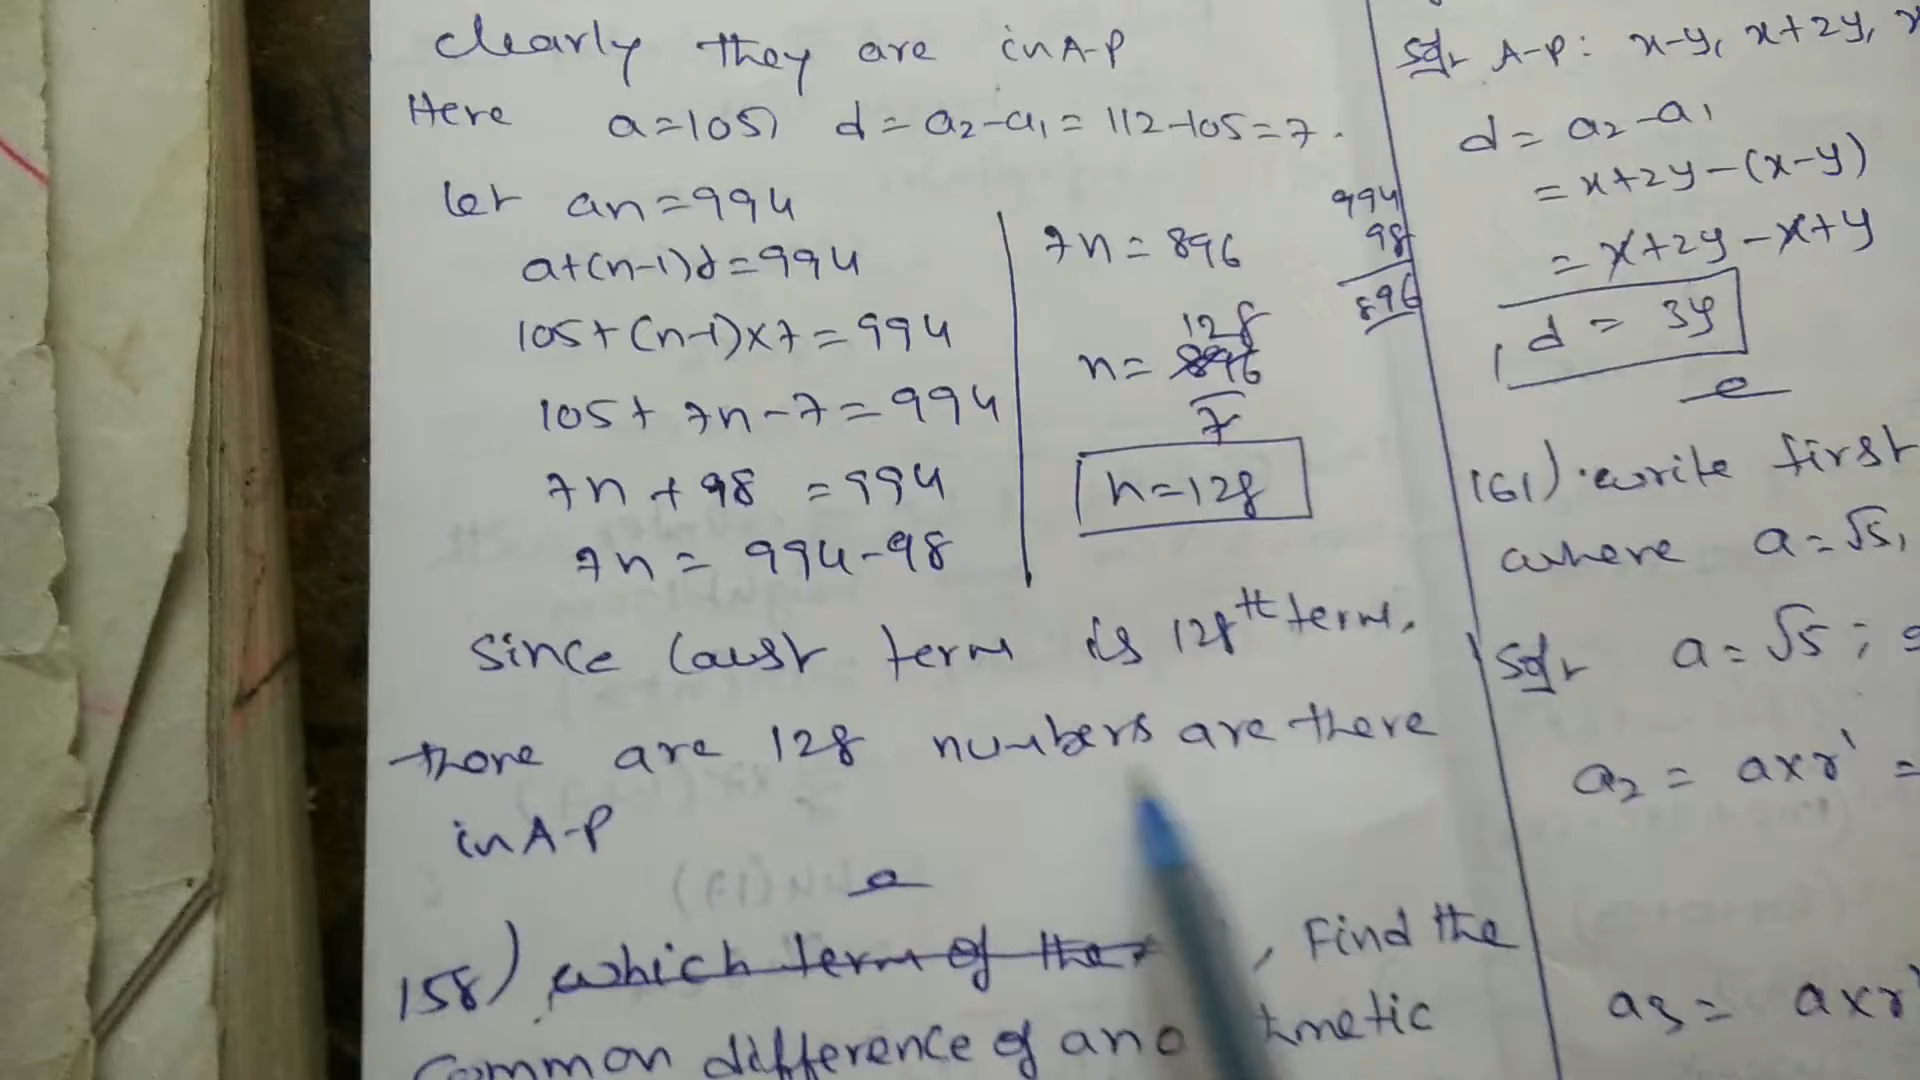 clearly they are in A-P
Here a=105, d = a2-a1 = 112-105=7.
let an=994
a+(n-1)d=994
105+(n-1)x7=994
105+ 7n-7=994
7n + 98 =994
7n = 994-98
7n = 896
994
98
896
128
n= 896
7
n=128
Since last term is 128th term.
there are 128 numbers are there
in A-P
158) which term of the , Find the
Common difference of an
metic
Sol A-P: x-y, x+2y,
d= a2-a1
= x+2y-(x-y)
= x+2y-x+y
d = 3y
161) write first
where a=√5,
Sol a=√5;
a2 = axr1 =
a3 = axr